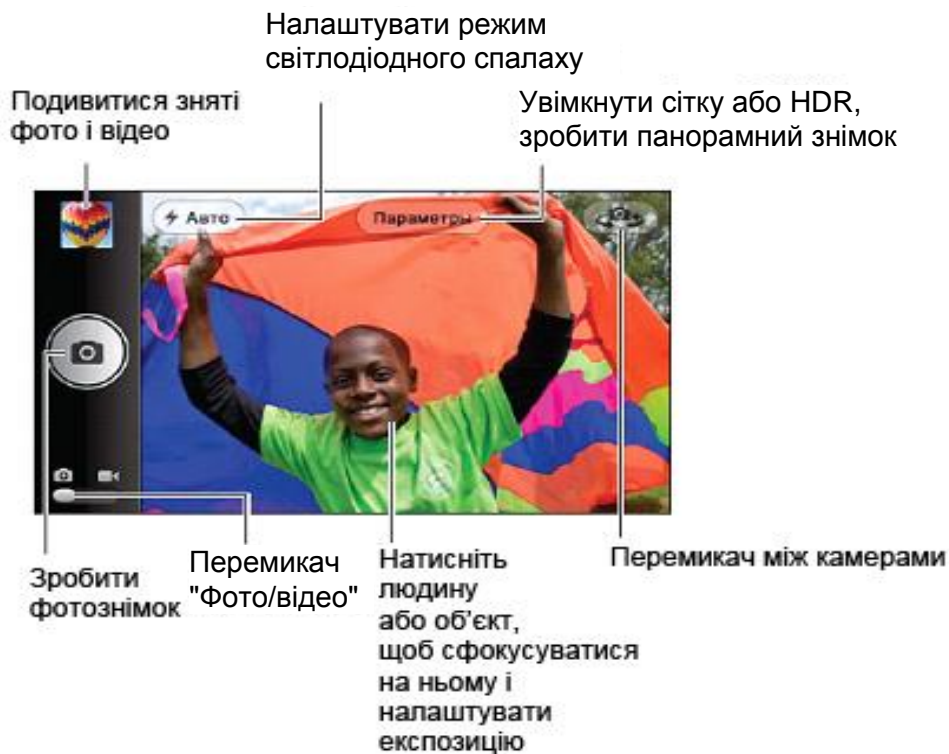 Налаштувати режим
світлодіодного спалаху
Подивитися зняті
фото і відео
Увімкнути сітку або HDR,
зробити панорамний знімок
Авто
Параметры
Зробити
фотознімок
Перемикач
"Фото/відео"
Натисніть
людину
або об'єкт,
щоб сфокусуватися
на ньому і
налаштувати
експозицію
Перемикач між камерами